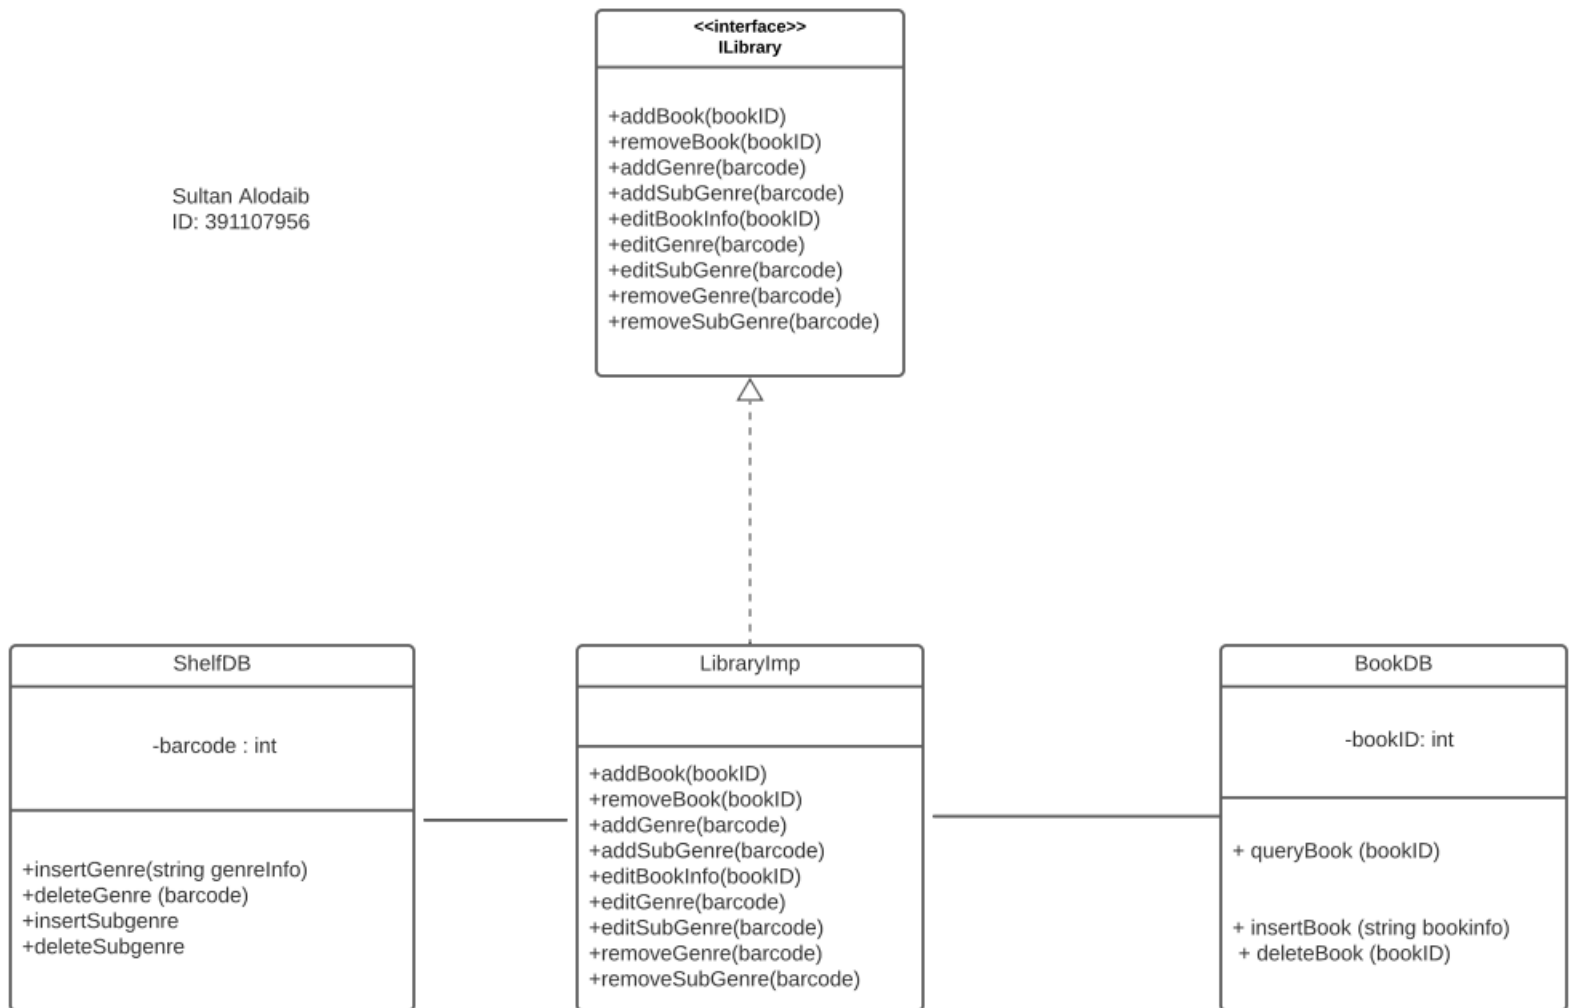 <<interface>>
ILibrary
+addBook(bookID)
+removeBook(bookID)
+addGenre(barcode)
+addSubGenre(barcode)
+editBookInfo(bookID)
+editGenre(barcode)
+editSubGenre(barcode)
+removeGenre(barcode)
+removeSubGenre(barcode)
Sultan Alodaib
ID: 391107956
ShelfDB
-barcode : int
+insertGenre(string genreInfo)
+deleteGenre (barcode)
+insertSubgenre
+deleteSubgenre
LibraryImp
+addBook(bookID)
+removeBook(bookID)
+addGenre(barcode)
+addSubGenre(barcode)
+editBookInfo(bookID)
+editGenre(barcode)
+editSubGenre(barcode)
+removeGenre(barcode)
+removeSubGenre(barcode)
BookDB
-bookID: int
+ queryBook (bookID)
+ insertBook (string bookinfo)
+ deleteBook (bookID)